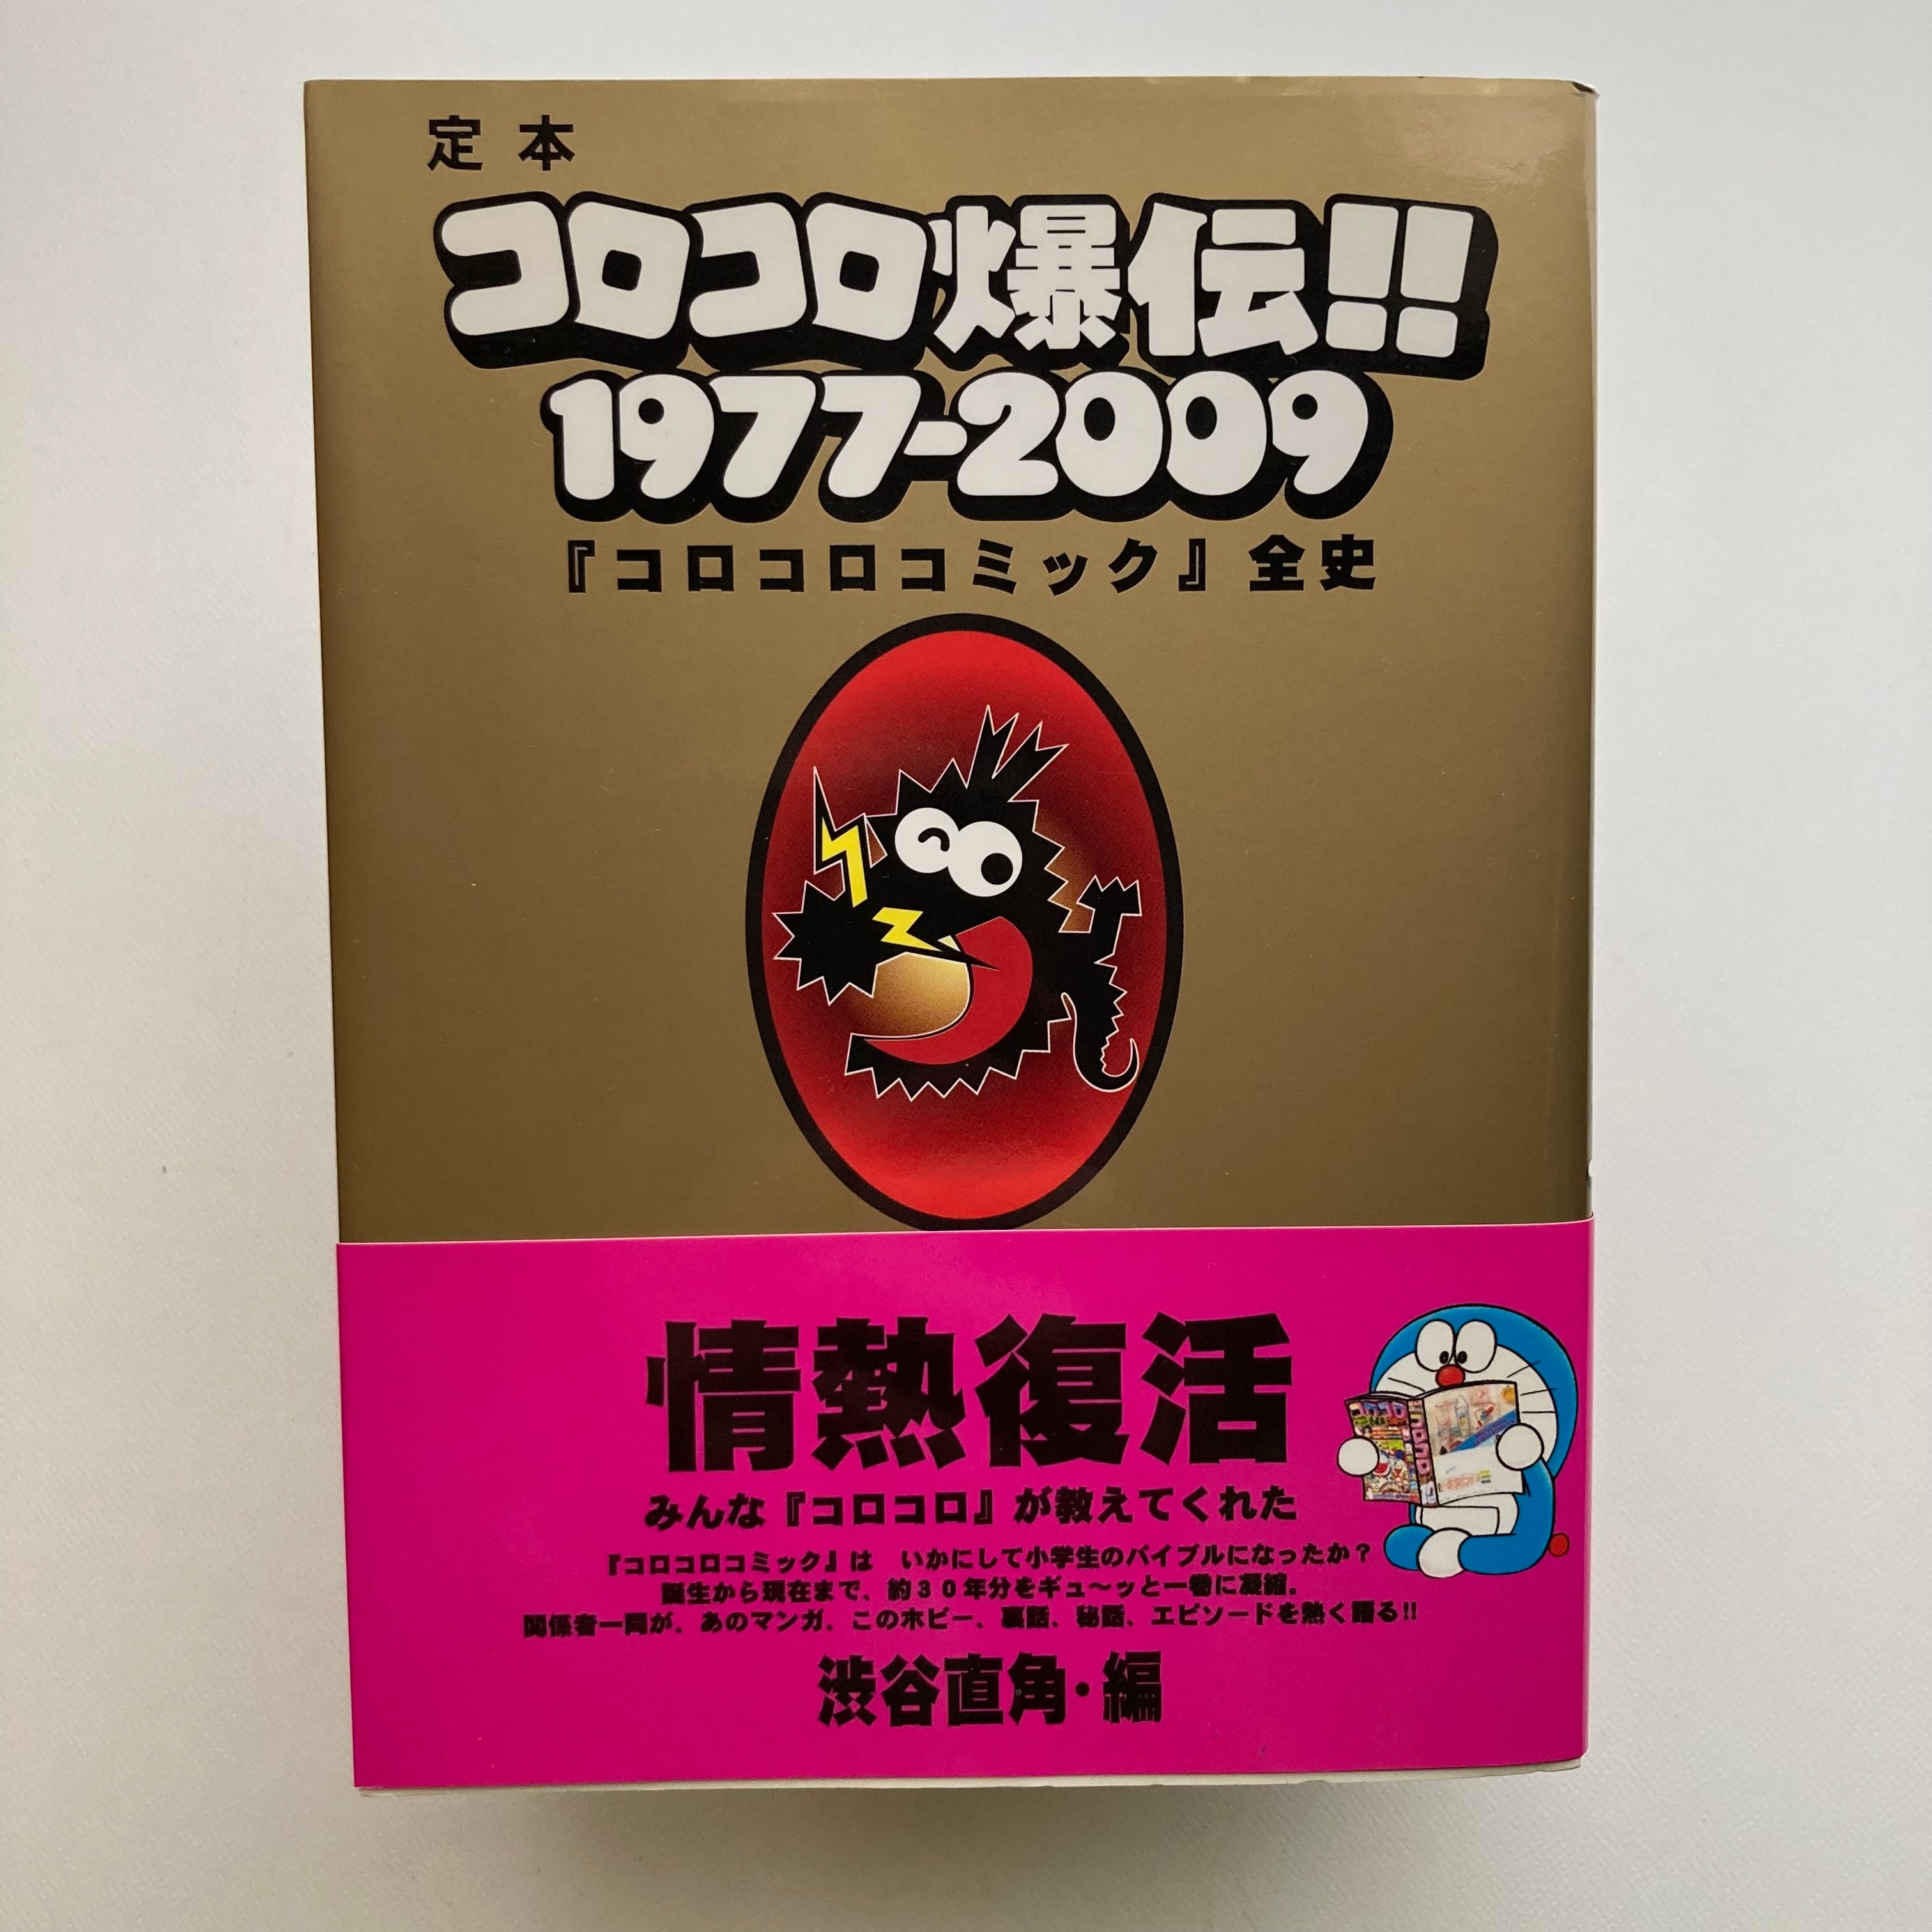 定本
コロコロ爆伝!!
1977-2009
『コロコロコミック』全史
情熱復活
みんな『コロコロ』が教えてくれた
『コロコロコミック』は　いかにして小学生のバイブルになったか？
誕生から現在まで、約30年分をギュ〜ッと一巻に凝縮。
関係者一同が、あのマンガ、このホビー、裏話、秘話、エピソードを熱く語る!!
渋谷直角・編